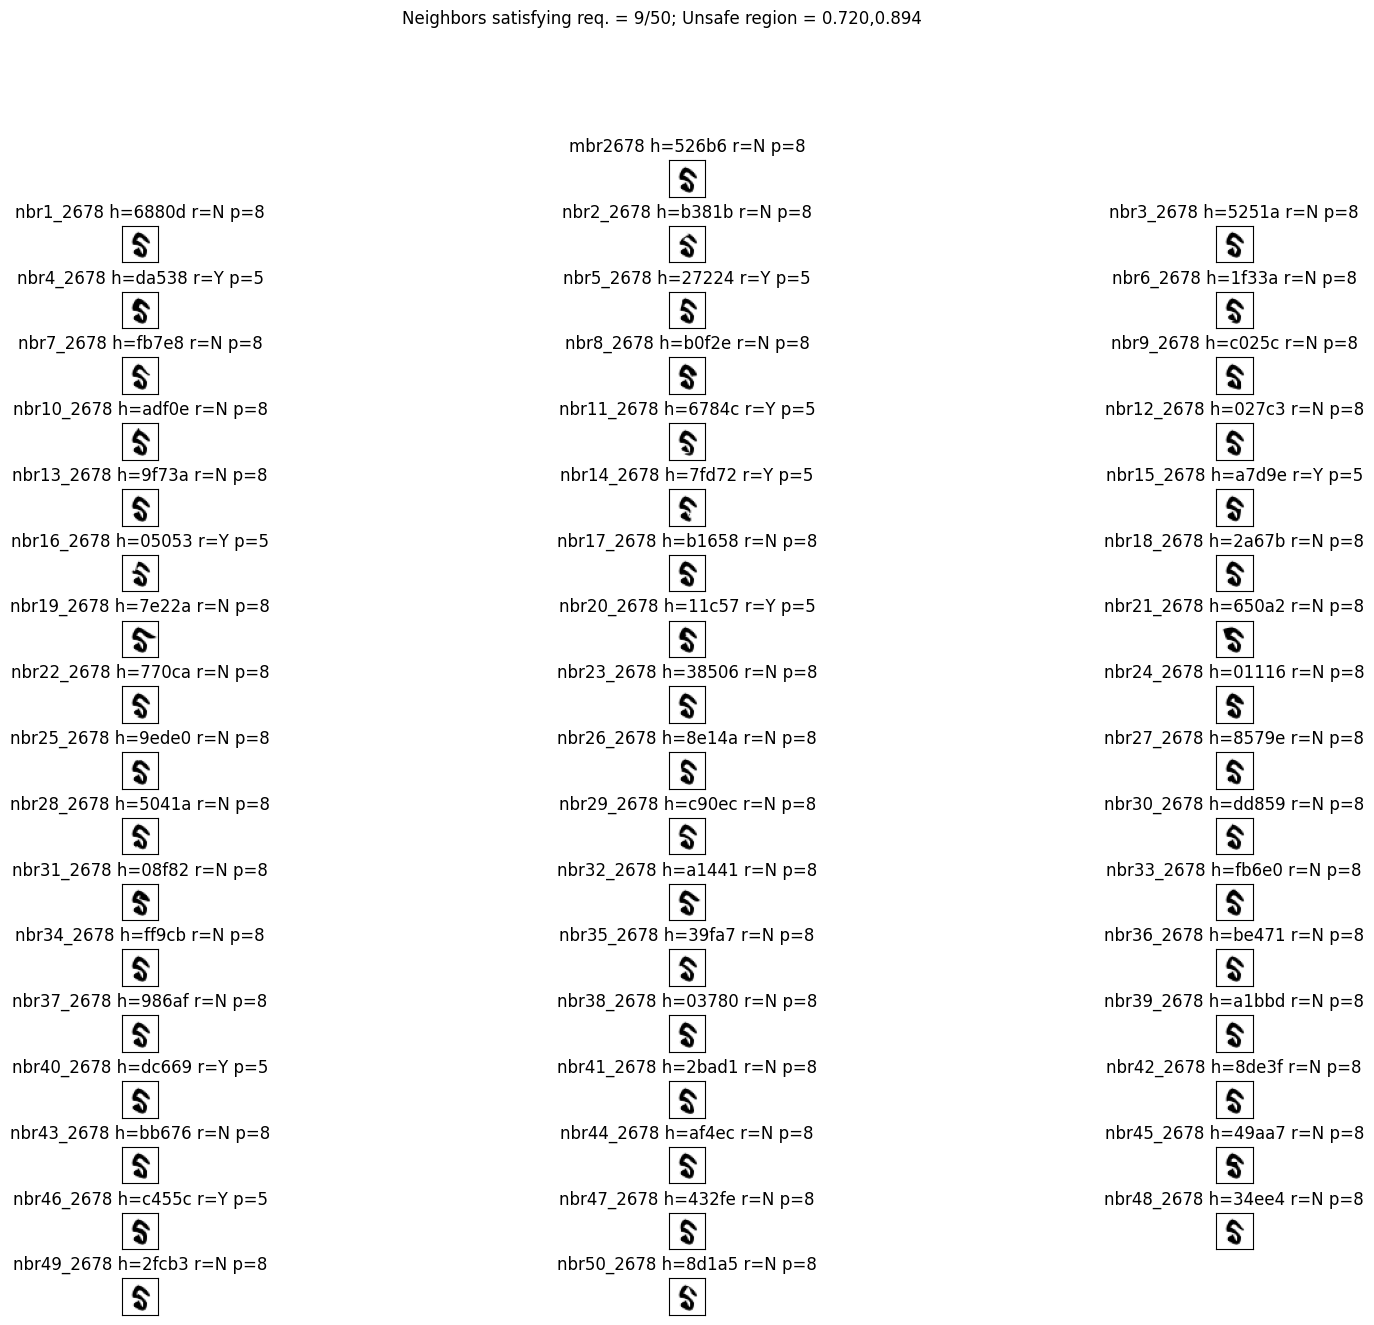 Neighbors satisfying req. = 9/50; Unsafe region = 0.720,0.894
mbr2678 h=526b6 r=N p=8
nbr1_2678 h=6880d r=N p=8
nbr2_2678 h=b381b r=N p=8
nbr3_2678 h=5251a r=N p=8
nbr4_2678 h=da538 r=Y p=5
nbr5_2678 h=27224 r=Y p=5
nbr6_2678 h=1f33a r=N p=8
nbr7_2678 h=fb7e8 r=N p=8
nbr8_2678 h=b0f2e r=N p=8
nbr9_2678 h=c025c r=N p=8
nbr10_2678 h=adf0e r=N p=8
nbr11_2678 h=6784c r=Y p=5
nbr12_2678 h=027c3 r=N p=8
nbr13_2678 h=9f73a r=N p=8
nbr14_2678 h=7fd72 r=Y p=5
nbr15_2678 h=a7d9e r=Y p=5
nbr16_2678 h=05053 r=Y p=5
nbr17_2678 h=b1658 r=N p=8
nbr18_2678 h=2a67b r=N p=8
nbr19_2678 h=7e22a r=N p=8
nbr20_2678 h=11c57 r=Y p=5
nbr21_2678 h=650a2 r=N p=8
nbr22_2678 h=770ca r=N p=8
nbr23_2678 h=38506 r=N p=8
nbr24_2678 h=01116 r=N p=8
nbr25_2678 h=9ede0 r=N p=8
nbr26_2678 h=8e14a r=N p=8
nbr27_2678 h=8579e r=N p=8
nbr28_2678 h=5041a r=N p=8
nbr29_2678 h=c90ec r=N p=8
nbr30_2678 h=dd859 r=N p=8
nbr31_2678 h=08f82 r=N p=8
nbr32_2678 h=a1441 r=N p=8
nbr33_2678 h=fb6e0 r=N p=8
nbr34_2678 h=ff9cb r=N p=8
nbr35_2678 h=39fa7 r=N p=8
nbr36_2678 h=be471 r=N p=8
nbr37_2678 h=986af r=N p=8
nbr38_2678 h=03780 r=N p=8
nbr39_2678 h=a1bbd r=N p=8
nbr40_2678 h=dc669 r=Y p=5
nbr41_2678 h=2bad1 r=N p=8
nbr42_2678 h=8de3f r=N p=8
nbr43_2678 h=bb676 r=N p=8
nbr44_2678 h=af4ec r=N p=8
nbr45_2678 h=49aa7 r=N p=8
nbr46_2678 h=c455c r=Y p=5
nbr47_2678 h=432fe r=N p=8
nbr48_2678 h=34ee4 r=N p=8
nbr49_2678 h=2fcb3 r=N p=8
nbr50_2678 h=8d1a5 r=N p=8